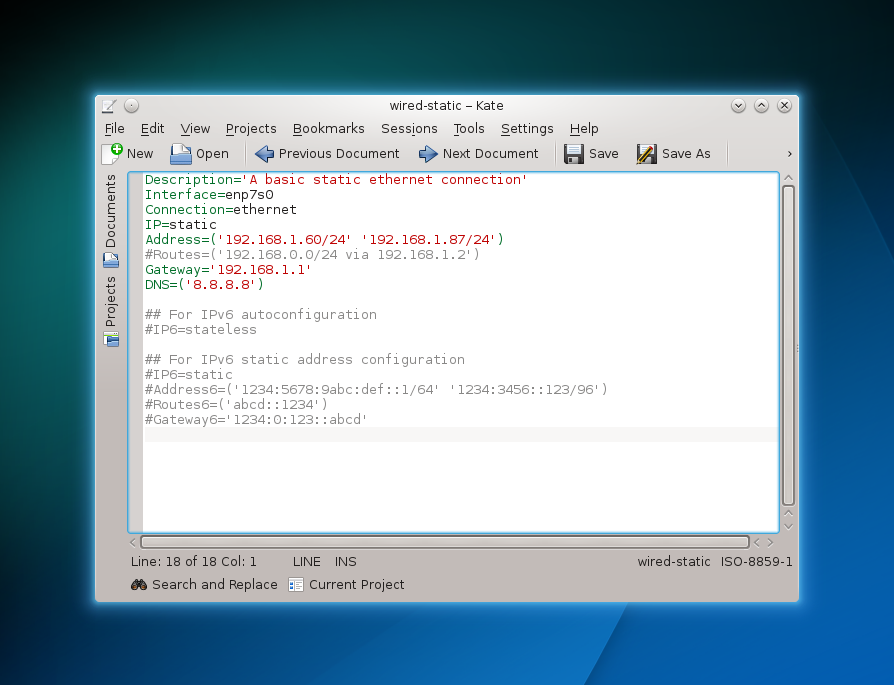 wired-static – Kate
File Edit View Projects Bookmarks Sessions Tools Settings Help
New Open Previous Document Next Document Save Save As
Documents
Projects
Description='A basic static ethernet connection'
Interface=enp7s0
Connection=ethernet
IP=static
Address=('192.168.1.60/24' '192.168.1.87/24')
#Routes=('192.168.0.0/24 via 192.168.1.2')
Gateway='192.168.1.1'
DNS=('8.8.8.8')
## For IPv6 autoconfiguration
#IP6=stateless
## For IPv6 static address configuration
#IP6=static
#Address6=('1234:5678:9abc:def::1/64' '1234:3456::123/96')
#Routes6=('abcd::1234')
#Gateway6='1234:0:123::abcd'
Line: 18 of 18 Col: 1 LINE INS wired-static ISO-8859-1
Search and Replace Current Project